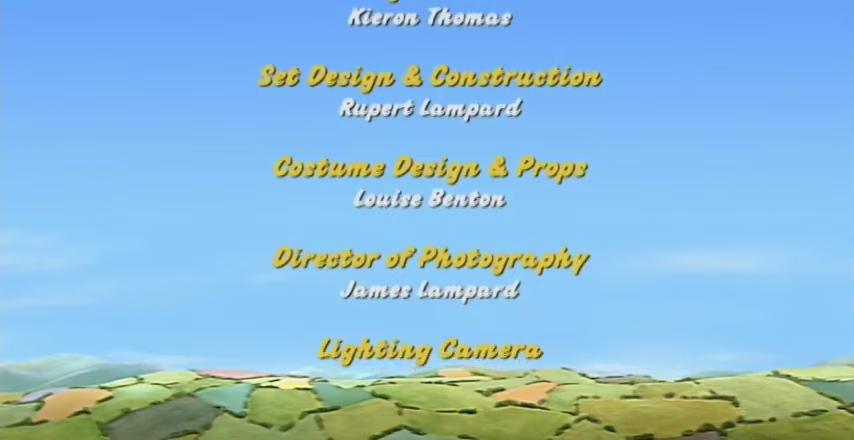 Kieron Thomas
Set Design & Construction
Rupert Lampard
Costume Design & Props
Louise Benton
Director of Photography
James Lampard
Lighting Camera